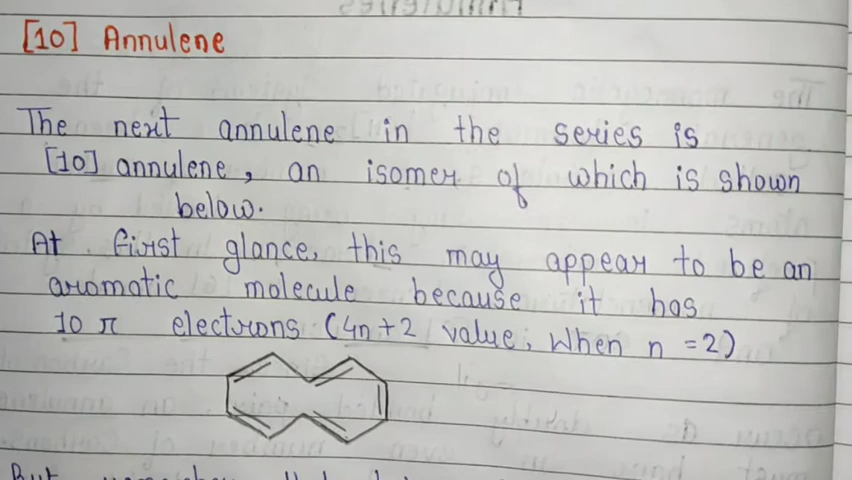 [10] Annulene
The next annulene in the series is
[10] annulene, an isomer of which is shown
below.
At first glance, this may appear to be an
aromatic molecule because it has
10 π electrons (4n+2 value, when n = 2)
But